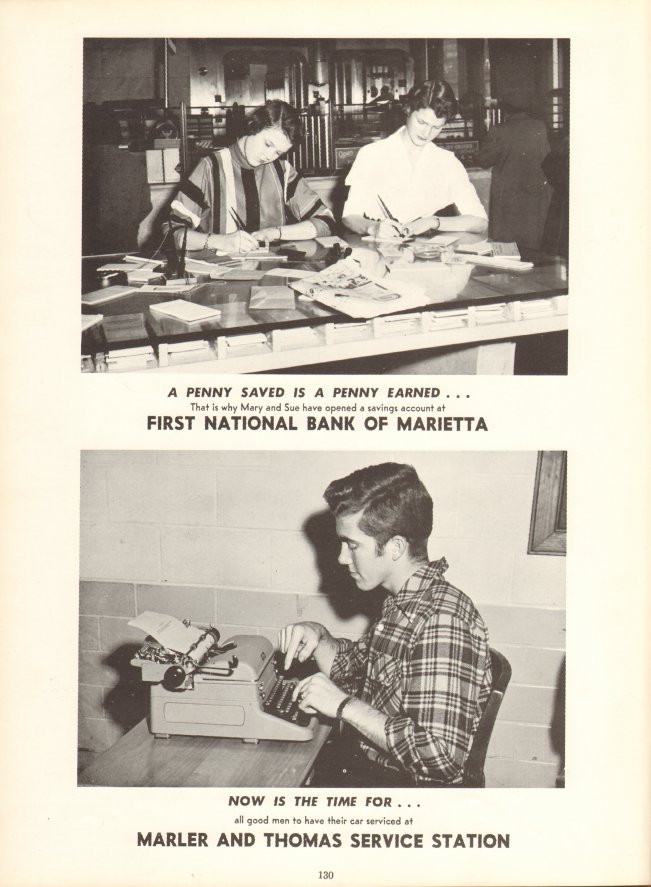 A PENNY SAVED IS A PENNY EARNED . . .
That is why Mary and Sue have opened a savings account at
FIRST NATIONAL BANK OF MARIETTA
NOW IS THE TIME FOR . . .
all good men to have their car serviced at
MARLER AND THOMAS SERVICE STATION
130